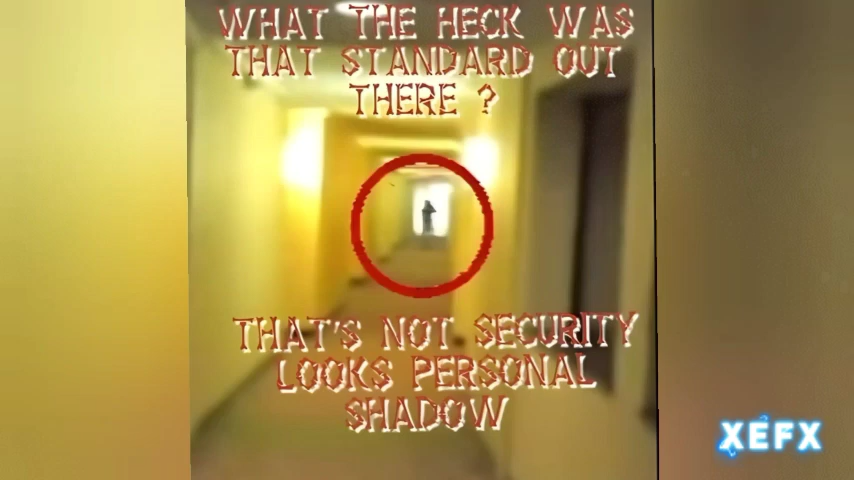 WHAT THE HECK WAS
THAT STANDARD OUT
THERE ?
THAT'S NOT SECURITY
LOOKS PERSONAL
SHADOW
XEFX